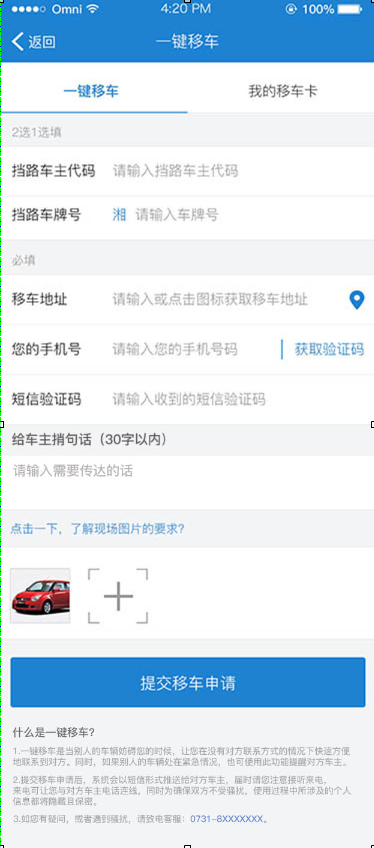 Omni 4:20 PM 100%
返回 一键移车
一键移车 我的移车卡
2选1选填
挡路车主代码 请输入挡路车主代码
挡路车牌号 湘 请输入车牌号
必填
移车地址 请输入或点击图标获取移车地址
您的手机号 请输入您的手机号码 获取验证码
短信验证码 请输入收到的短信验证码
给车主捎句话（30字以内）
请输入需要传达的话
点击一下，了解现场图片的要求?
提交移车申请
什么是一键移车?
1.一键移车是当别人的车辆妨碍您的时候，让您在没有对方联系方式的情况下快速方便
地联系到对方。同时，如果别人的车辆处在紧急情况，也可使用此功能提醒对方车主。
2.提交移车申请后，系统会以短信形式推送给对方车主，届时请您注意接听来电，
来电可让您与对方车主电话连线，同时为确保双方不受骚扰，使用过程中所涉及的个人
信息都将隐藏且保密。
3.如您有疑问，或者遇到骚扰，请致电客服：0731-8XXXXXXX。